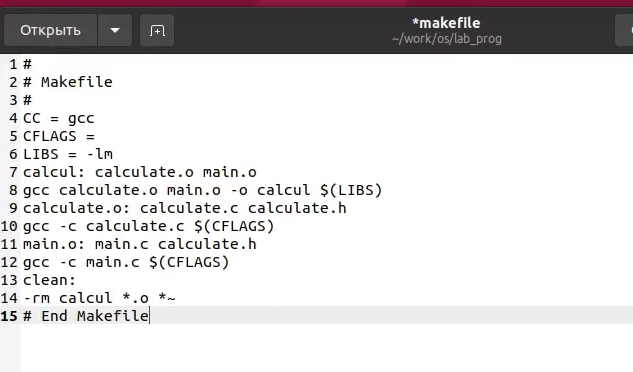 Открыть
*makefile
~/work/os/lab_prog
1 #
2 # Makefile
3 #
4 CC = gcc
5 CFLAGS =
6 LIBS = -lm
7 calcul: calculate.o main.o
8 gcc calculate.o main.o -o calcul $(LIBS)
9 calculate.o: calculate.c calculate.h
10 gcc -c calculate.c $(CFLAGS)
11 main.o: main.c calculate.h
12 gcc -c main.c $(CFLAGS)
13 clean:
14 -rm calcul *.o *~
15 # End Makefile